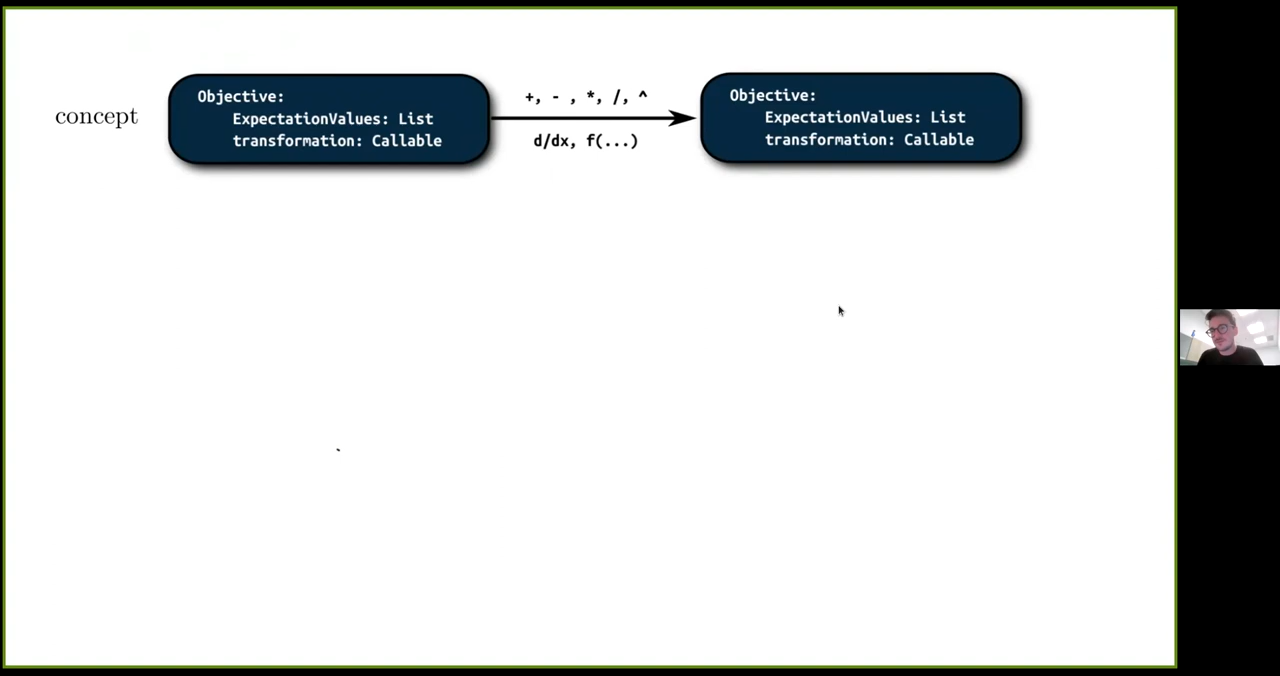 concept
Objective:
ExpectationValues: List
transformation: Callable
+, - , *, /, ^
d/dx, f(...)
Objective:
ExpectationValues: List
transformation: Callable